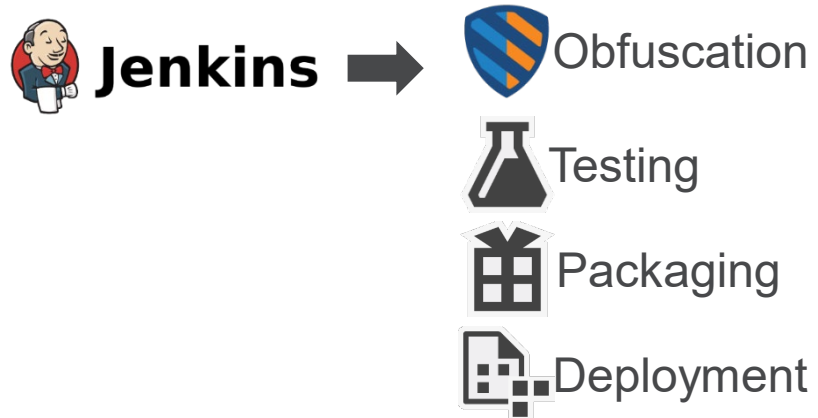 Jenkins
Obfuscation
Testing
Packaging
Deployment